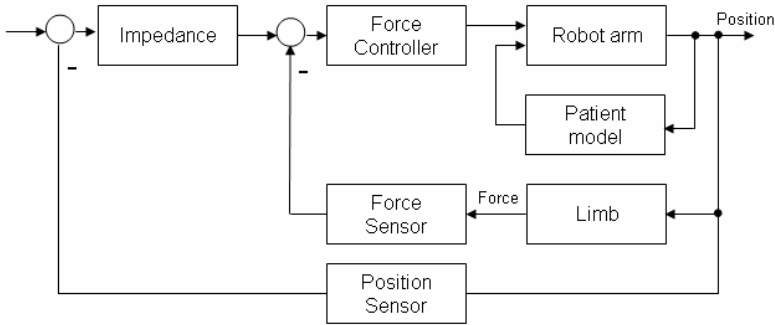 Position
Impedance
Force
Controller
Robot arm
-
-
Patient
model
Force
Sensor
Force
Limb
Position
Sensor